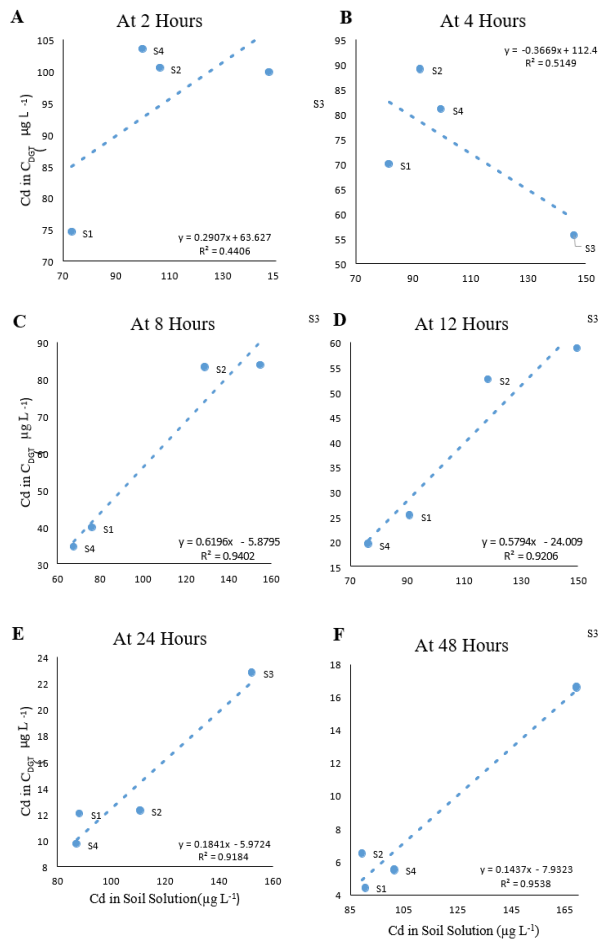 A
At 2 Hours
105
100
95
90
85
80
75
70
70
90
110
130
15
Cd in C_DGT ( µg L -1)
S4
S2
S1
y = 0.2907x + 63.627
R² = 0.4406
S3
B
At 4 Hours
95
90
85
80
75
70
65
60
55
50
70
90
110
130
150
y = -0.3669x + 112.4
R² = 0.5149
S2
S4
S1
S3
C
At 8 Hours
S3
90
80
70
60
50
40
30
60
80
100
120
140
160
Cd in C_DGT µg L -1)
S2
S1
S4
y = 0.6196x - 5.8795
R² = 0.9402
D
At 12 Hours
S3
60
55
50
45
40
35
30
25
20
15
70
90
110
130
150
S2
S1
S4
y = 0.5794x - 24.009
R² = 0.9206
E
At 24 Hours
24
22
20
18
16
14
12
10
8
60
80
100
120
140
160
Cd in C_DGT µg L -1)
S3
S1
S2
S4
y = 0.1841x - 5.9724
R² = 0.9184
Cd in Soil Solution(µg L-1)
F
At 48 Hours
S3
18
16
14
12
10
8
6
4
85
105
125
145
165
S2
S4
S1
y = 0.1437x - 7.9323
R² = 0.9538
Cd in Soil Solution (µg L-1)